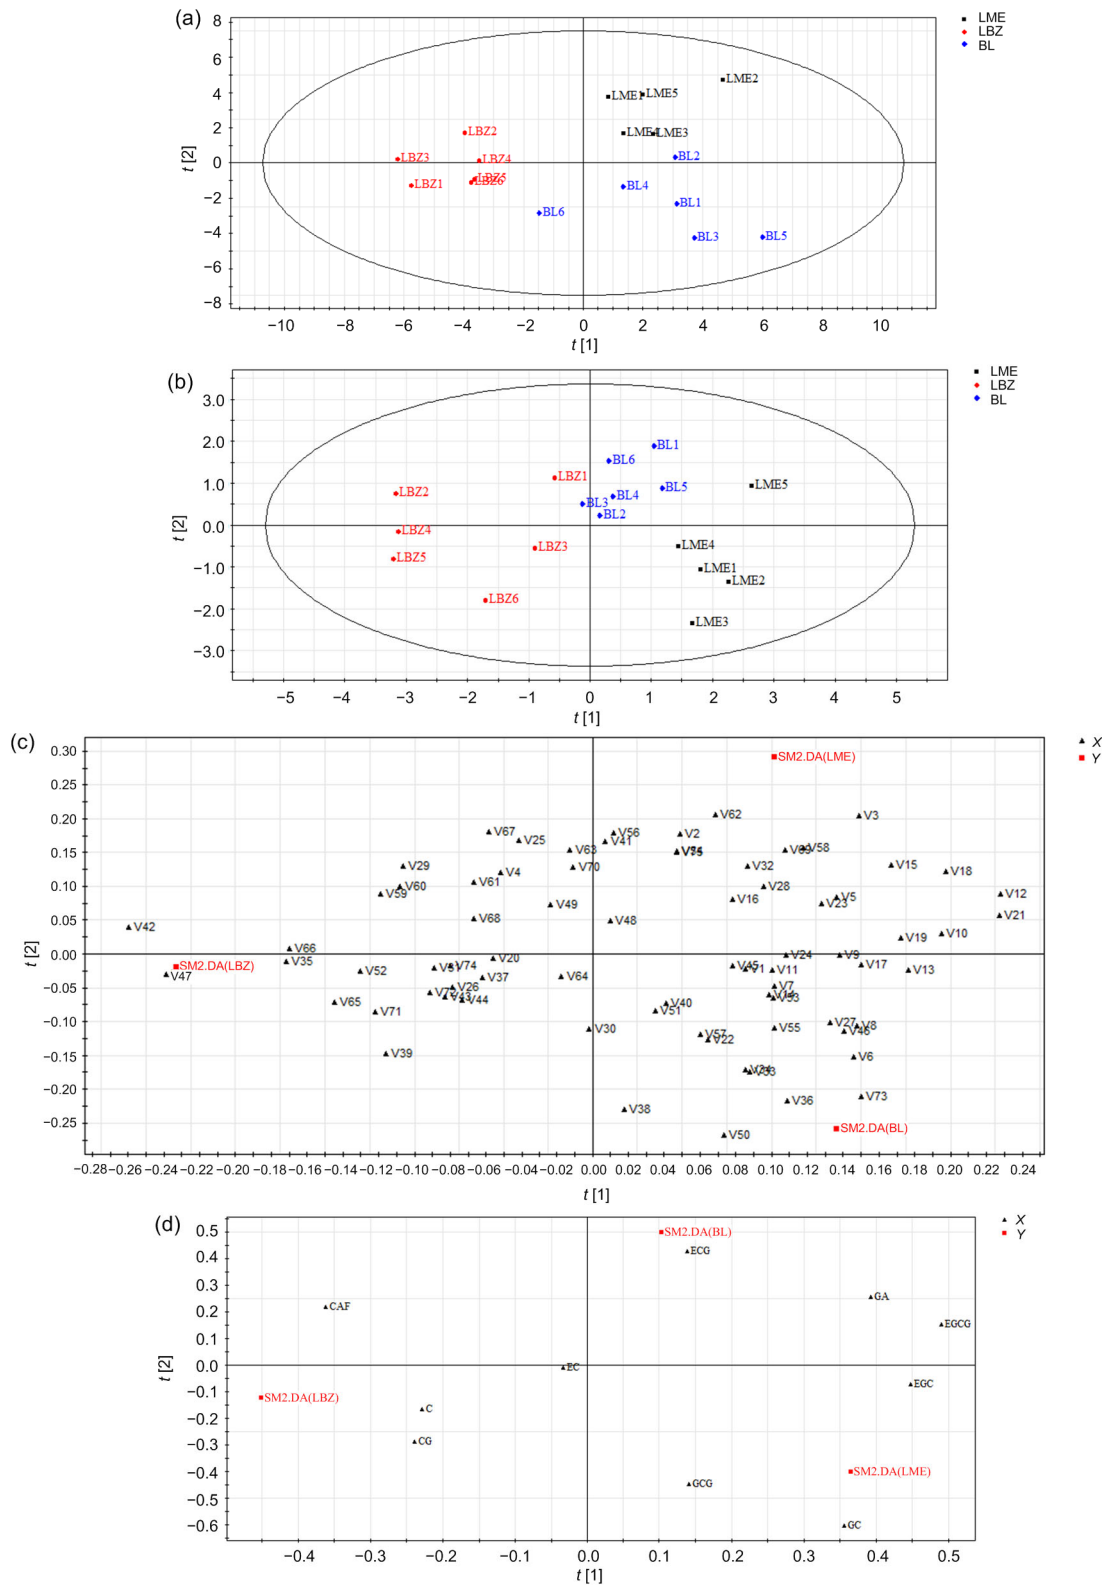 (a)
LME
LBZ
BL
8
6
4
2
0
−2
−4
−6
−8
t [2]
LME2
LME1
LME5
LME4
LME3
LBZ2
LBZ3
LBZ4
LBZ5
LBZ6
LBZ1
BL2
BL4
BL1
BL6
BL3
BL5
−10 −8 −6 −4 −2 0 2 4 6 8 10
t [1]
(b)
LME
LBZ
BL
3.0
2.0
1.0
0.0
−1.0
−2.0
−3.0
t [2]
BL1
BL6
LBZ1
LBZ2
BL4
BL5
LME5
BL3
BL2
LBZ4
LBZ3
LBZ5
LBZ6
LME4
LME1
LME2
LME3
−5 −4 −3 −2 −1 0 1 2 3 4 5
t [1]
(c)
X
Y
0.30
0.25
0.20
0.15
0.10
0.05
0.00
−0.05
−0.10
−0.15
−0.20
−0.25
t [2]
SM2.DA(LME)
V62
V3
V67
V25
V56
V41
V2
V63
V75
V58
V70
V32
V15
V18
V29
V4
V60
V61
V59
V28
V12
V16
V5
V23
V49
V21
V68
V48
V42
V19
V10
V66
V35
SM2.DA(LBZ)
V47
V52
V74
V20
V37
V64
V24
V9
V45
V1
V11
V17
V13
V26
V7
V43
V44
V53
V65
V71
V40
V51
V30
V57
V22
V55
V27
V8
V46
V39
V6
V33
V38
V36
V73
V50
SM2.DA(BL)
−0.28 −0.26 −0.22 −0.20 −0.18 −0.16 −0.14 −0.12 −0.10 −0.08 −0.06 −0.04 −0.02 0.00 0.02 0.04 0.06 0.08 0.10 0.12 0.14 0.16 0.18 0.20 0.22 0.24
t [1]
(d)
X
Y
0.5
0.4
0.3
0.2
0.1
0.0
−0.1
−0.2
−0.3
−0.4
−0.5
−0.6
t [2]
SM2.DA(BL)
ECG
GA
CAF
EGCG
EC
EGC
SM2.DA(LBZ)
C
CG
SM2.DA(LME)
GCG
GC
−0.4 −0.3 −0.2 −0.1 0.0 0.1 0.2 0.3 0.4 0.5
t [1]